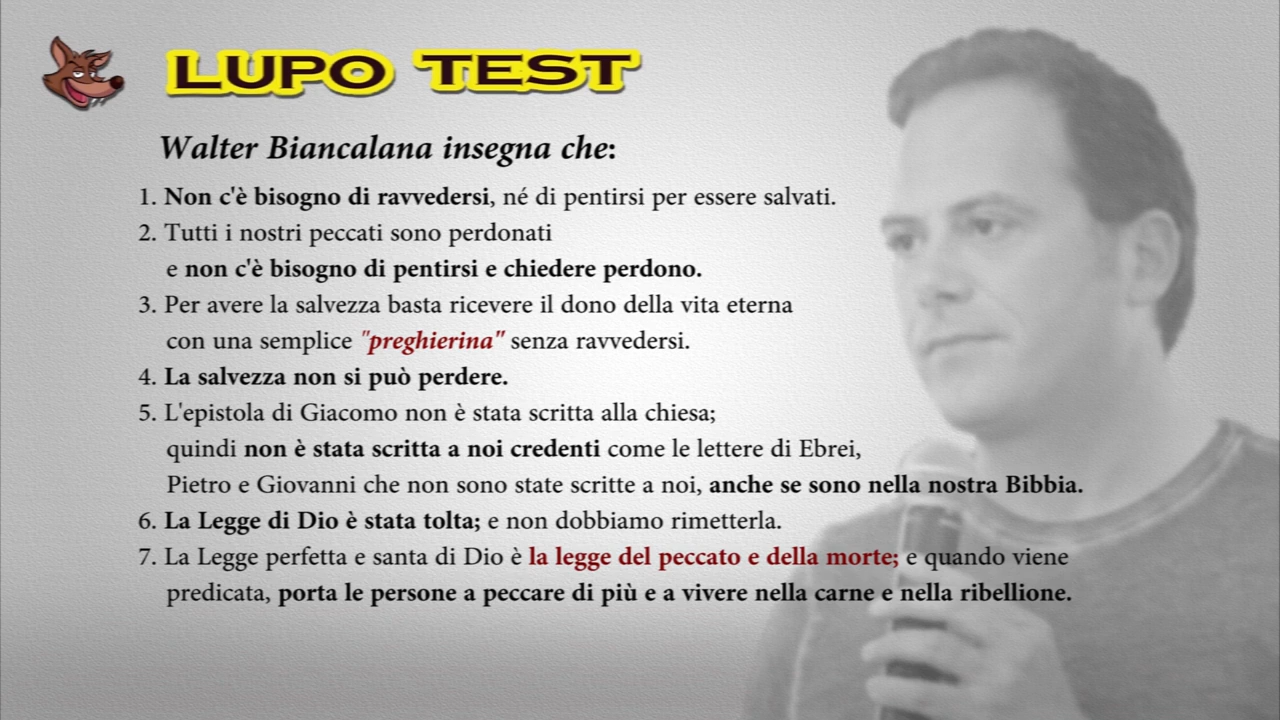 LUPO TEST
Walter Biancalana insegna che:
1. Non c'è bisogno di ravvedersi, né di pentirsi per essere salvati.
2. Tutti i nostri peccati sono perdonati
e non c'è bisogno di pentirsi e chiedere perdono.
3. Per avere la salvezza basta ricevere il dono della vita eterna
con una semplice "preghierina" senza ravvedersi.
4. La salvezza non si può perdere.
5. L'epistola di Giacomo non è stata scritta alla chiesa;
quindi non è stata scritta a noi credenti come le lettere di Ebrei,
Pietro e Giovanni che non sono state scritte a noi, anche se sono nella nostra Bibbia.
6. La Legge di Dio è stata tolta; e non dobbiamo rimetterla.
7. La Legge perfetta e santa di Dio è la legge del peccato e della morte; e quando viene
predicata, porta le persone a peccare di più e a vivere nella carne e nella ribellione.